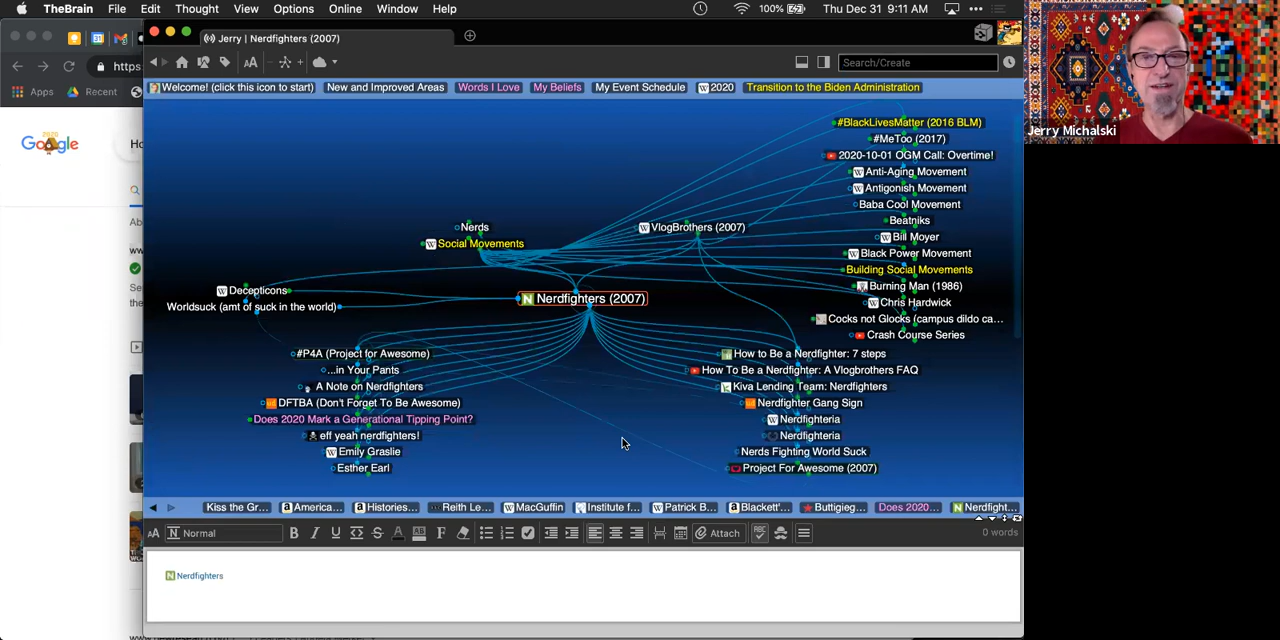 TheBrain File Edit Thought View Options Online Window Help 100% Thu Dec 31 9:11 AM
Jerry | Nerdfighters (2007)
https
AA Search/Create
Apps Recent
Welcome! (click this icon to start) New and Improved Areas Words I Love My Beliefs My Event Schedule W 2020 Transition to the Biden Administration
Jerry Michalski
#BlackLivesMatter (2016 BLM)
#MeToo (2017)
2020-10-01 OGM Call: Overtime!
Anti-Aging Movement
Antigonish Movement
Baba Cool Movement
Beatniks
Bill Moyer
Black Power Movement
Building Social Movements
Burning Man (1986)
Chris Hardwick
Cocks not Glocks (campus dildo ca...
Crash Course Series
Nerds
Social Movements
VlogBrothers (2007)
Decepticons
Worldsuck (amt of suck in the world)
N Nerdfighters (2007)
#P4A (Project for Awesome)
...in Your Pants
A Note on Nerdfighters
DFTBA (Don't Forget To Be Awesome)
Does 2020 Mark a Generational Tipping Point?
eff yeah nerdfighters!
Emily Graslie
Esther Earl
How to Be a Nerdfighter: 7 steps
How To Be a Nerdfighter: A Vlogbrothers FAQ
Kiva Lending Team: Nerdfighters
Nerdfighter Gang Sign
Nerdfighteria
Nerdfighteria
Nerds Fighting World Suck
Project For Awesome (2007)
Kiss the Gr... America... Histories... Reith Le... MacGuffin Institute f... Patrick B... Blackett'... Buttigieg... Does 2020... Nerdfight...
AA N Normal B I U S A F Attach ABC 0 words
N Nerdfighters